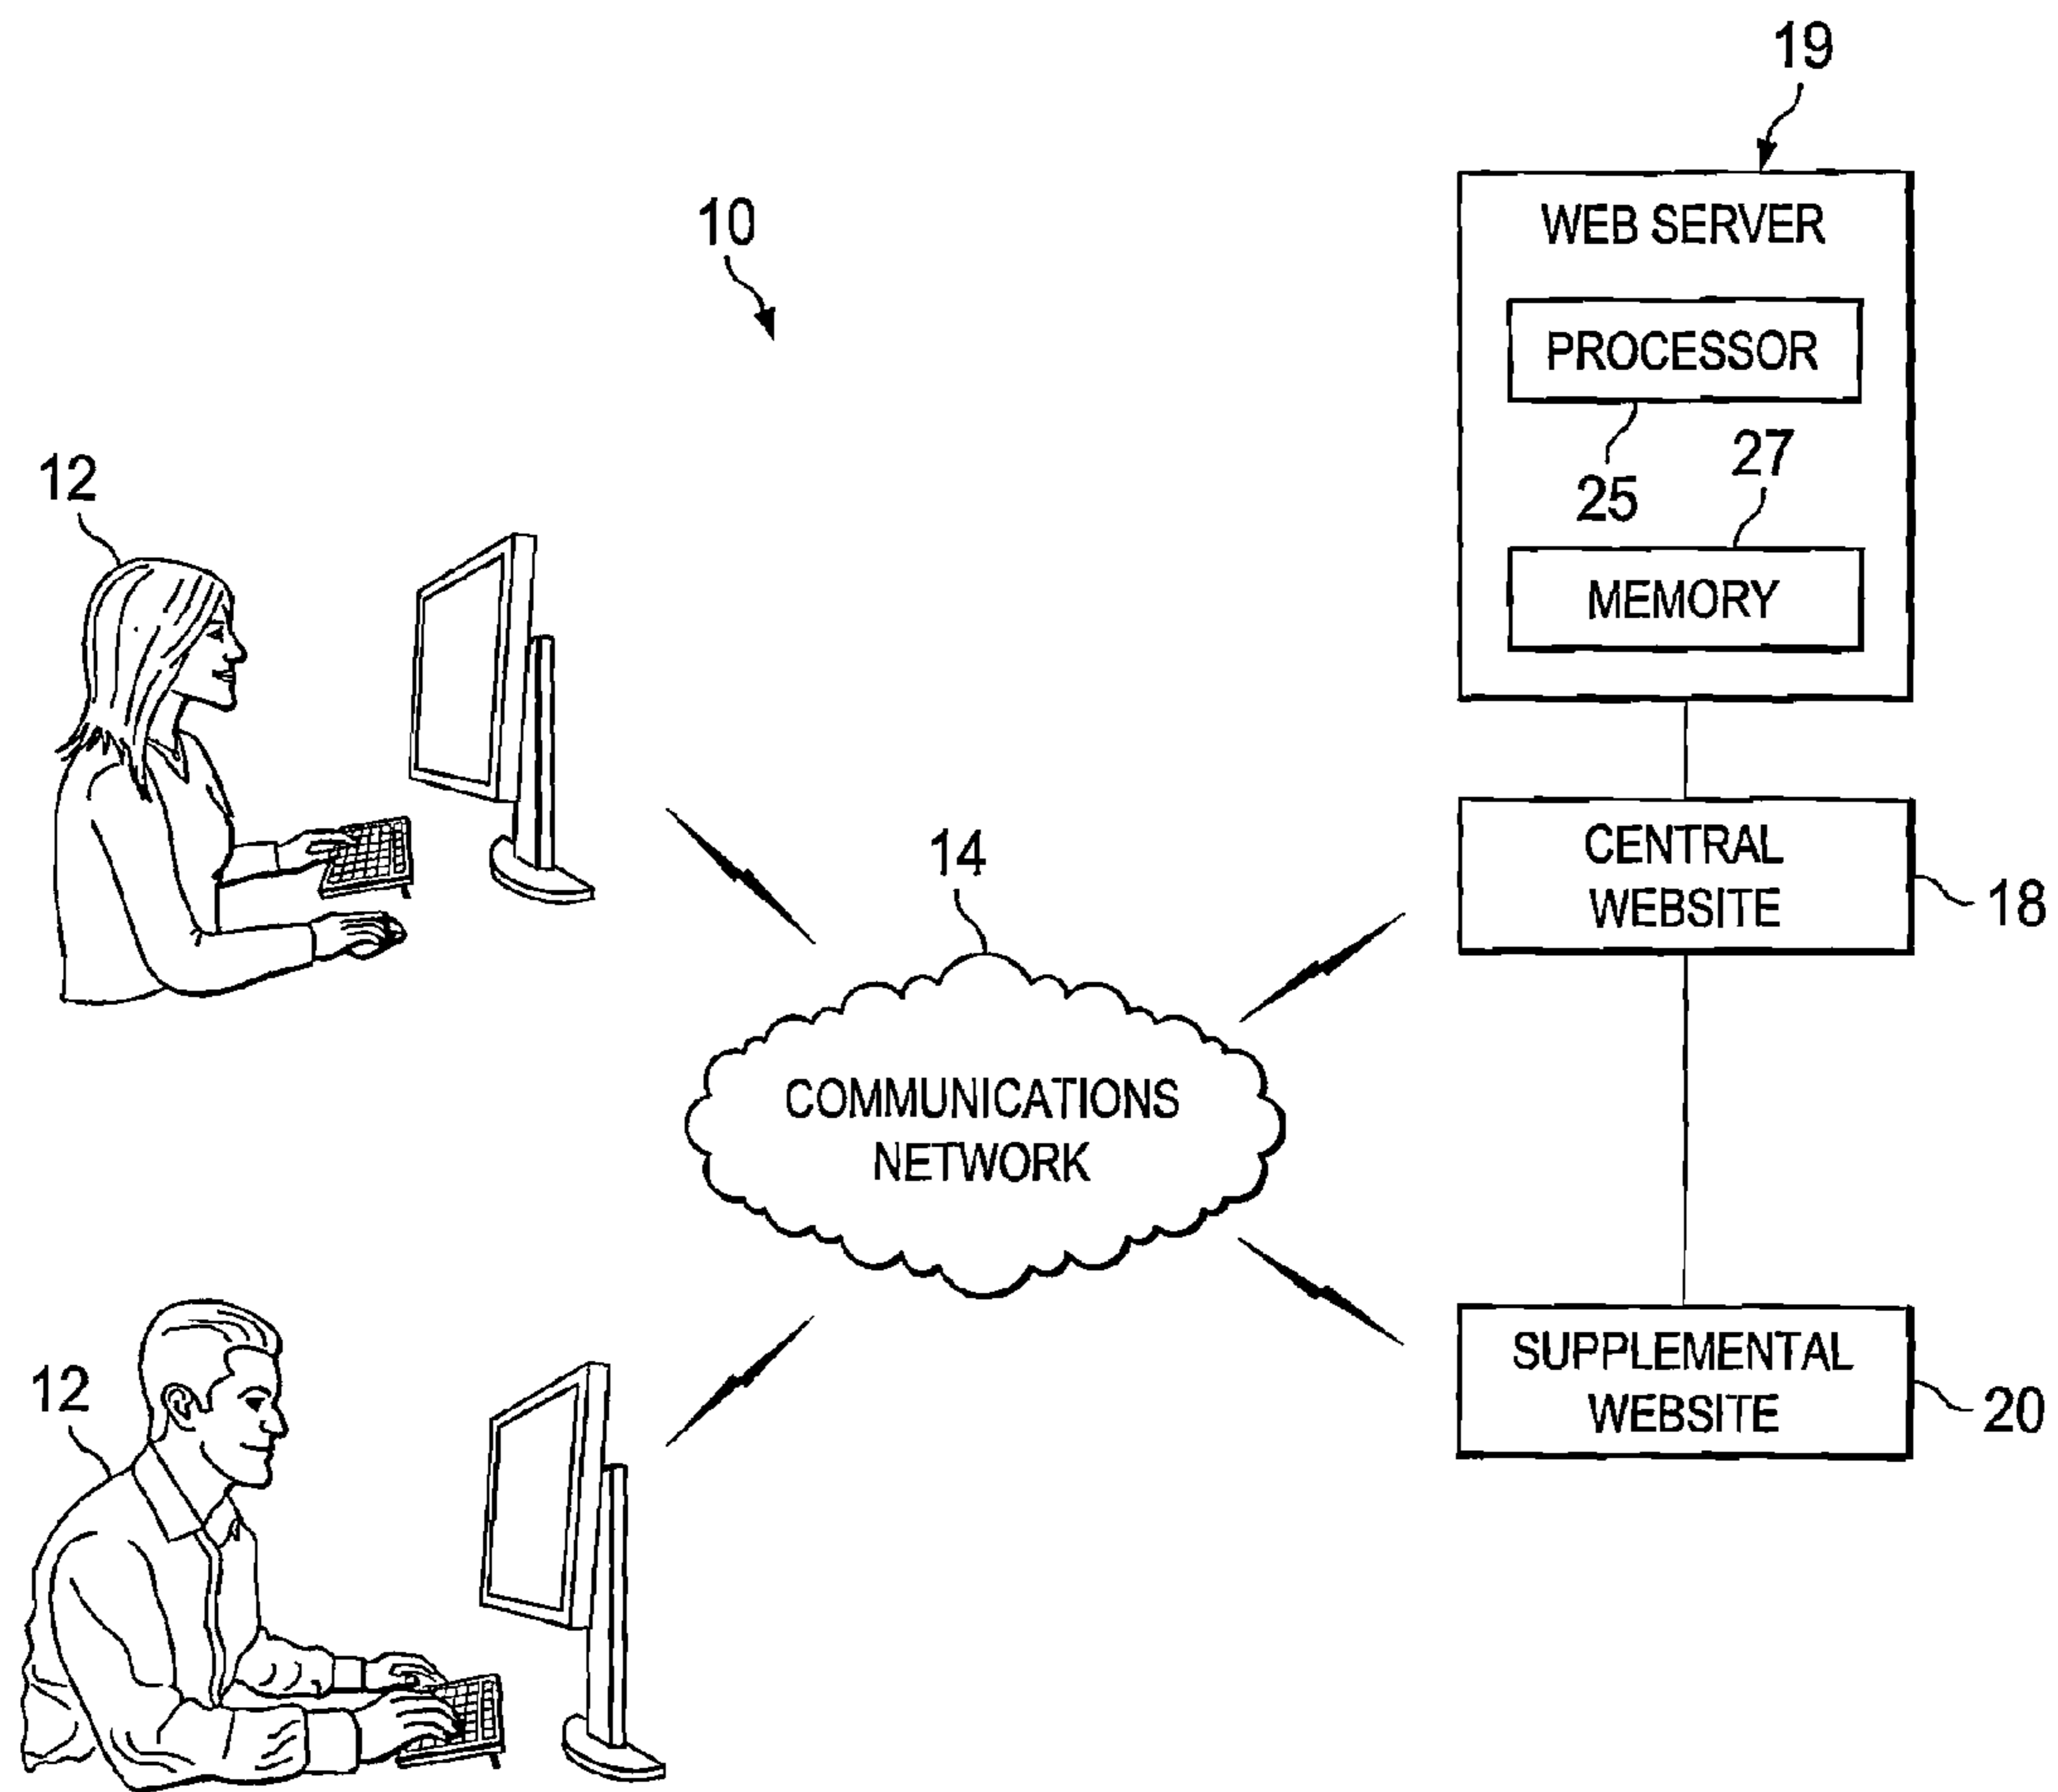 19
10
WEB SERVER
PROCESSOR
25
27
MEMORY
12
14
CENTRAL
WEBSITE
18
COMMUNICATIONS
NETWORK
12
SUPPLEMENTAL
WEBSITE
20